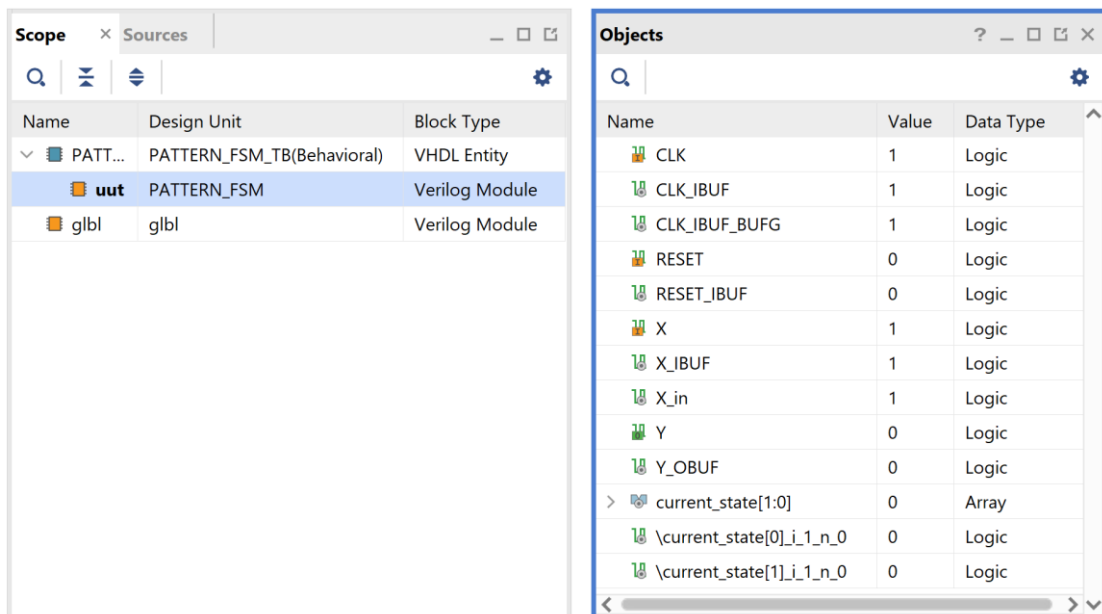 Scope × Sources
Name Design Unit Block Type
PATT... PATTERN_FSM_TB(Behavioral) VHDL Entity
uut PATTERN_FSM Verilog Module
glbl glbl Verilog Module
Objects ?
Name Value Data Type
CLK 1 Logic
CLK_IBUF 1 Logic
CLK_IBUF_BUFG 1 Logic
RESET 0 Logic
RESET_IBUF 0 Logic
X 1 Logic
X_IBUF 1 Logic
X_in 1 Logic
Y 0 Logic
Y_OBUF 0 Logic
current_state[1:0] 0 Array
\current_state[0]_i_1_n_0 0 Logic
\current_state[1]_i_1_n_0 0 Logic